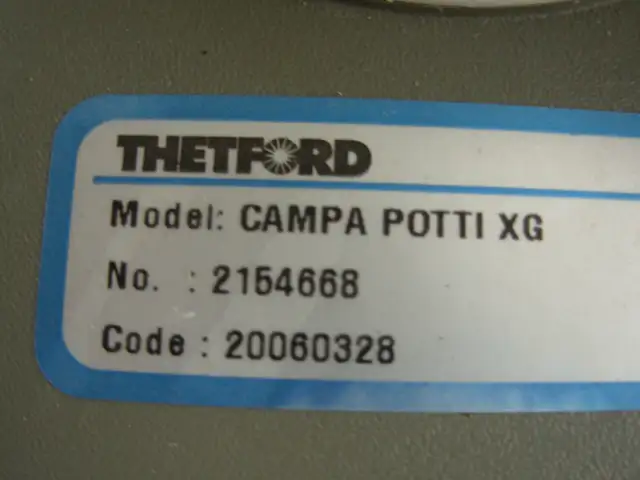 THETFORD
Model: CAMPA POTTI XG
No. : 2154668
Code : 20060328